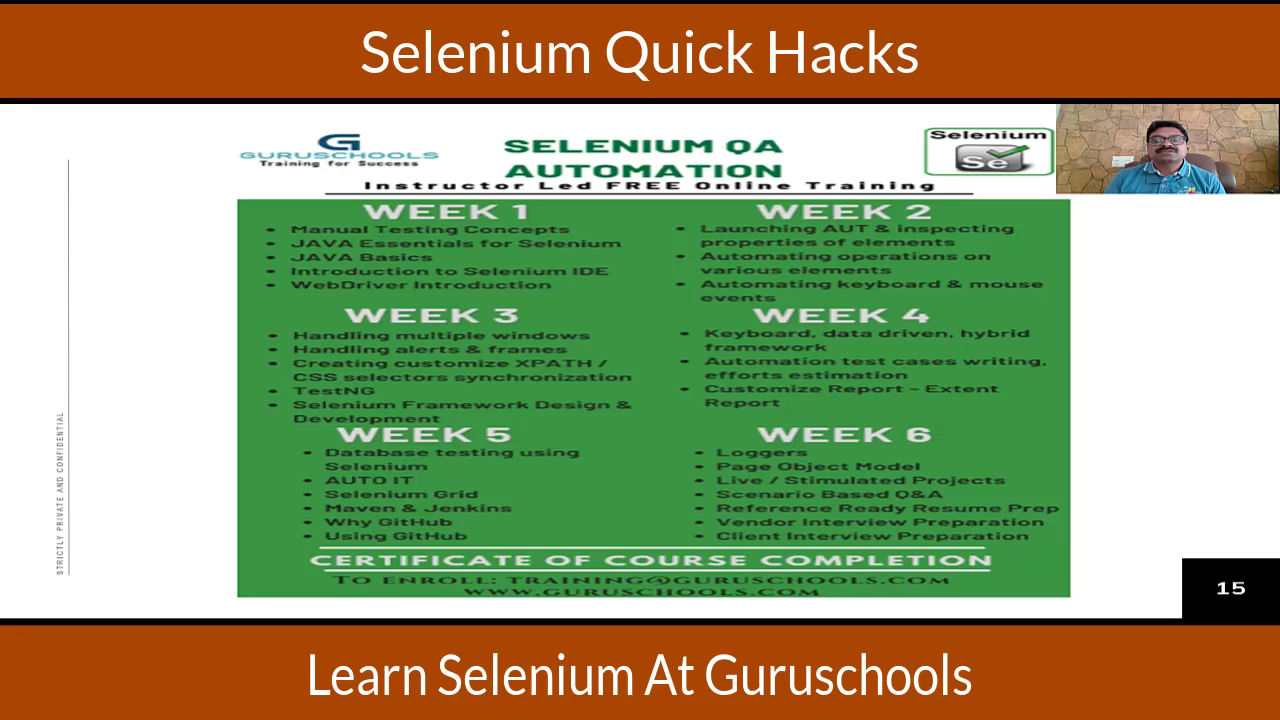 Selenium Quick Hacks
G
GURUSCHOOLS
Training for Success
SELENIUM QA
AUTOMATION
Instructor Led FREE Online Training
Selenium
Se
WEEK 1
• Manual Testing Concepts
• JAVA Essentials for Selenium
• JAVA Basics
• Introduction to Selenium IDE
• WebDriver Introduction
WEEK 2
• Launching AUT & inspecting
properties of elements
• Automating operations on
various elements
• Automating keyboard & mouse
events
WEEK 3
• Handling multiple windows
• Handling alerts & frames
• Creating customize XPATH /
CSS selectors synchronization
• TestNG
• Selenium Framework Design &
Development
WEEK 4
• Keyboard, data driven, hybrid
framework
• Automation test cases writing,
efforts estimation
• Customize Report - Extent
Report
WEEK 5
• Database testing using
Selenium
• AUTO IT
• Selenium Grid
• Maven & Jenkins
• Why GitHub
• Using GitHub
WEEK 6
• Loggers
• Page Object Model
• Live / Stimulated Projects
• Scenario Based Q&A
• Reference Ready Resume Prep
• Vendor Interview Preparation
• Client Interview Preparation
CERTIFICATE OF COURSE COMPLETION
TO ENROLL: TRAINING@GURUSCHOOLS.COM
WWW.GURUSCHOOLS.COM
STRICTLY PRIVATE AND CONFIDENTIAL
15
Learn Selenium At Guruschools